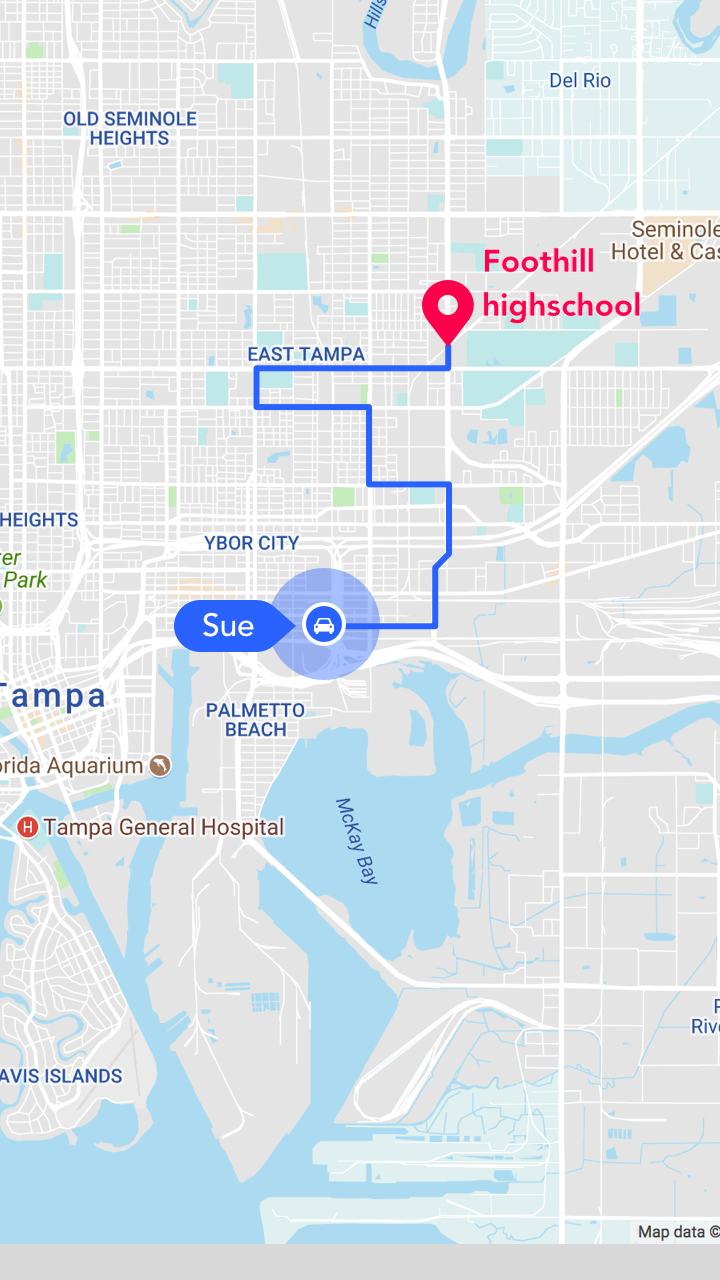 Hills
Del Rio
OLD SEMINOLE
HEIGHTS
Seminole
Hotel & Cas
Foothill
highschool
EAST TAMPA
HEIGHTS
YBOR CITY
ter
Park
Sue
Tampa
PALMETTO
BEACH
orida Aquarium
McKay Bay
H
Tampa General Hospital
R
Rive
AVIS ISLANDS
Map data ©